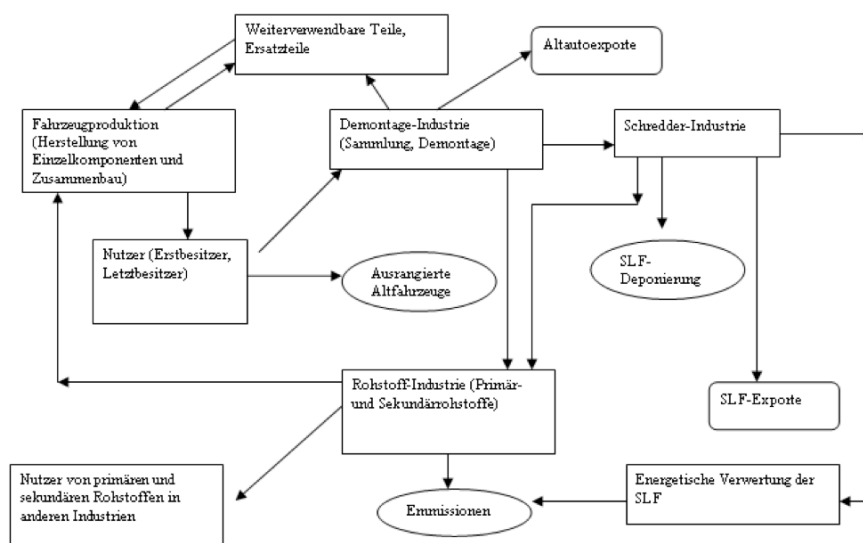 Weiterverwendbare Teile,
Ersatzteile
Altautoexporte
Fahrzeugproduktion
(Herstellung von
Einzelkomponenten und
Zusammenbau)
Demontage-Industrie
(Sammlung, Demontage)
Schredder-Industrie
Nutzer (Erstbesitzer,
Letztbesitzer)
Ausrangierte
Altfahrzeuge
SLF-
Deponierung
Rohstoff-Industrie (Primär-
und Sekundärrohstoffe)
SLF-Exporte
Nutzer von primären und
sekundären Rohstoffen in
anderen Industrien
Emmissionen
Energetische Verwertung der
SLF